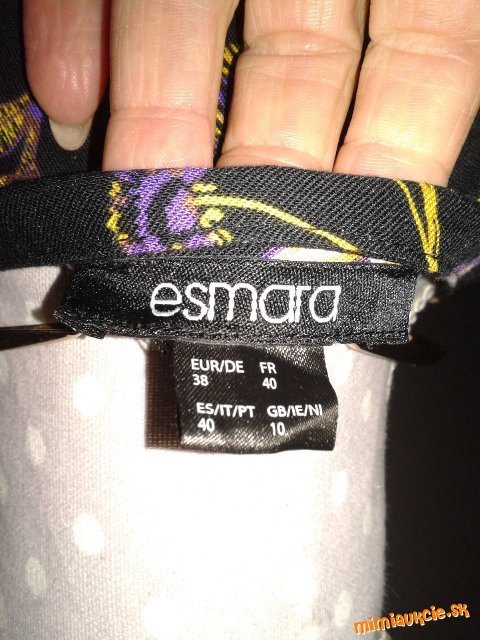 esmara
EUR/DE FR
38 40
ES/IT/PT GB/IE/NI
40 10
mimiaukcie.sk